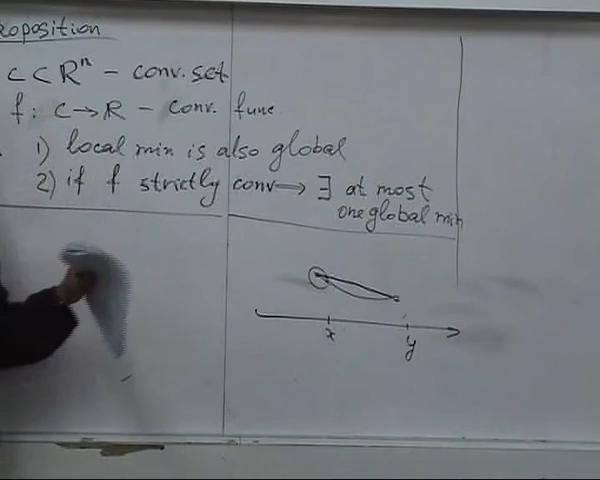 roposition
C ⊂ R^n - conv. set
f: C → R - conv. func.
1) local min is also global
2) if f strictly conv ⟹ ∃ at most
one global min
x
y